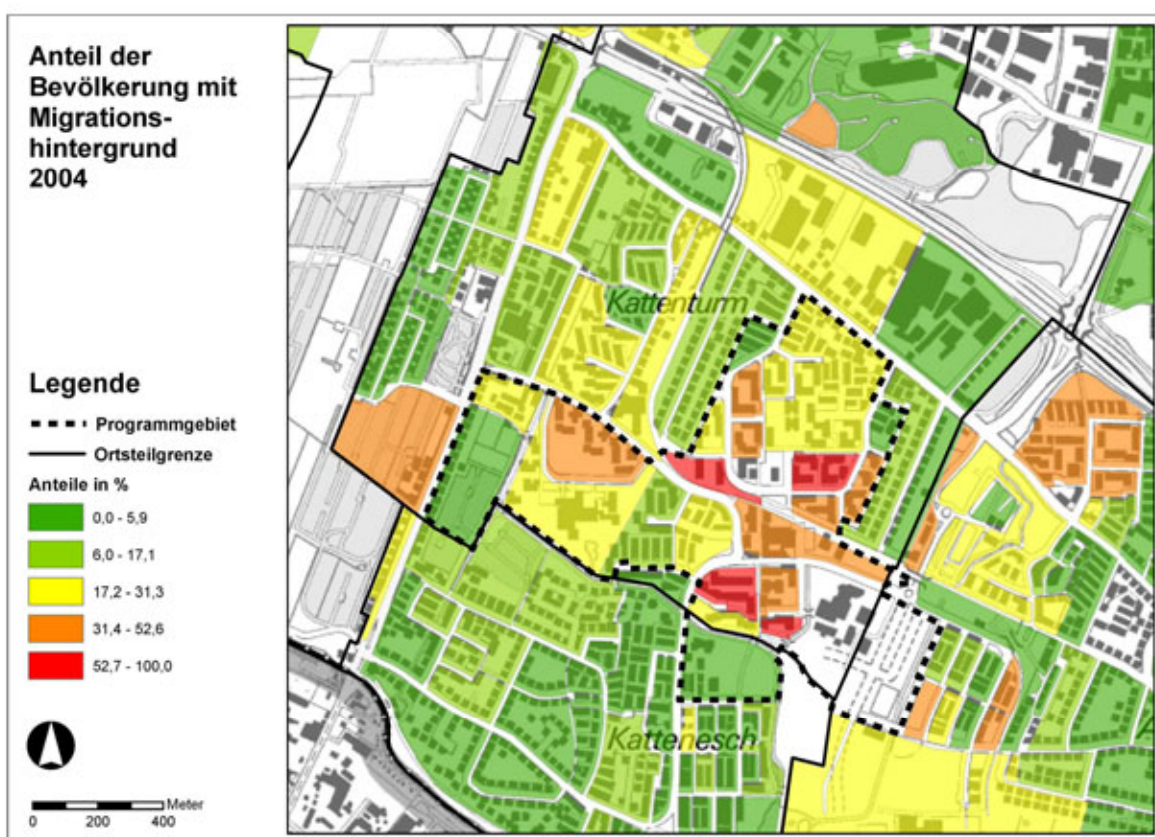 Anteil der
Bevölkerung mit
Migrations-
hintergrund
2004
Legende
Programmgebiet
Ortsteilgrenze
Anteile in %
0,0 - 5,9
6,0 - 17,1
17,2 - 31,3
31,4 - 52,6
52,7 - 100,0
Meter
0 200 400
Kattenturm
Kattenesch
A